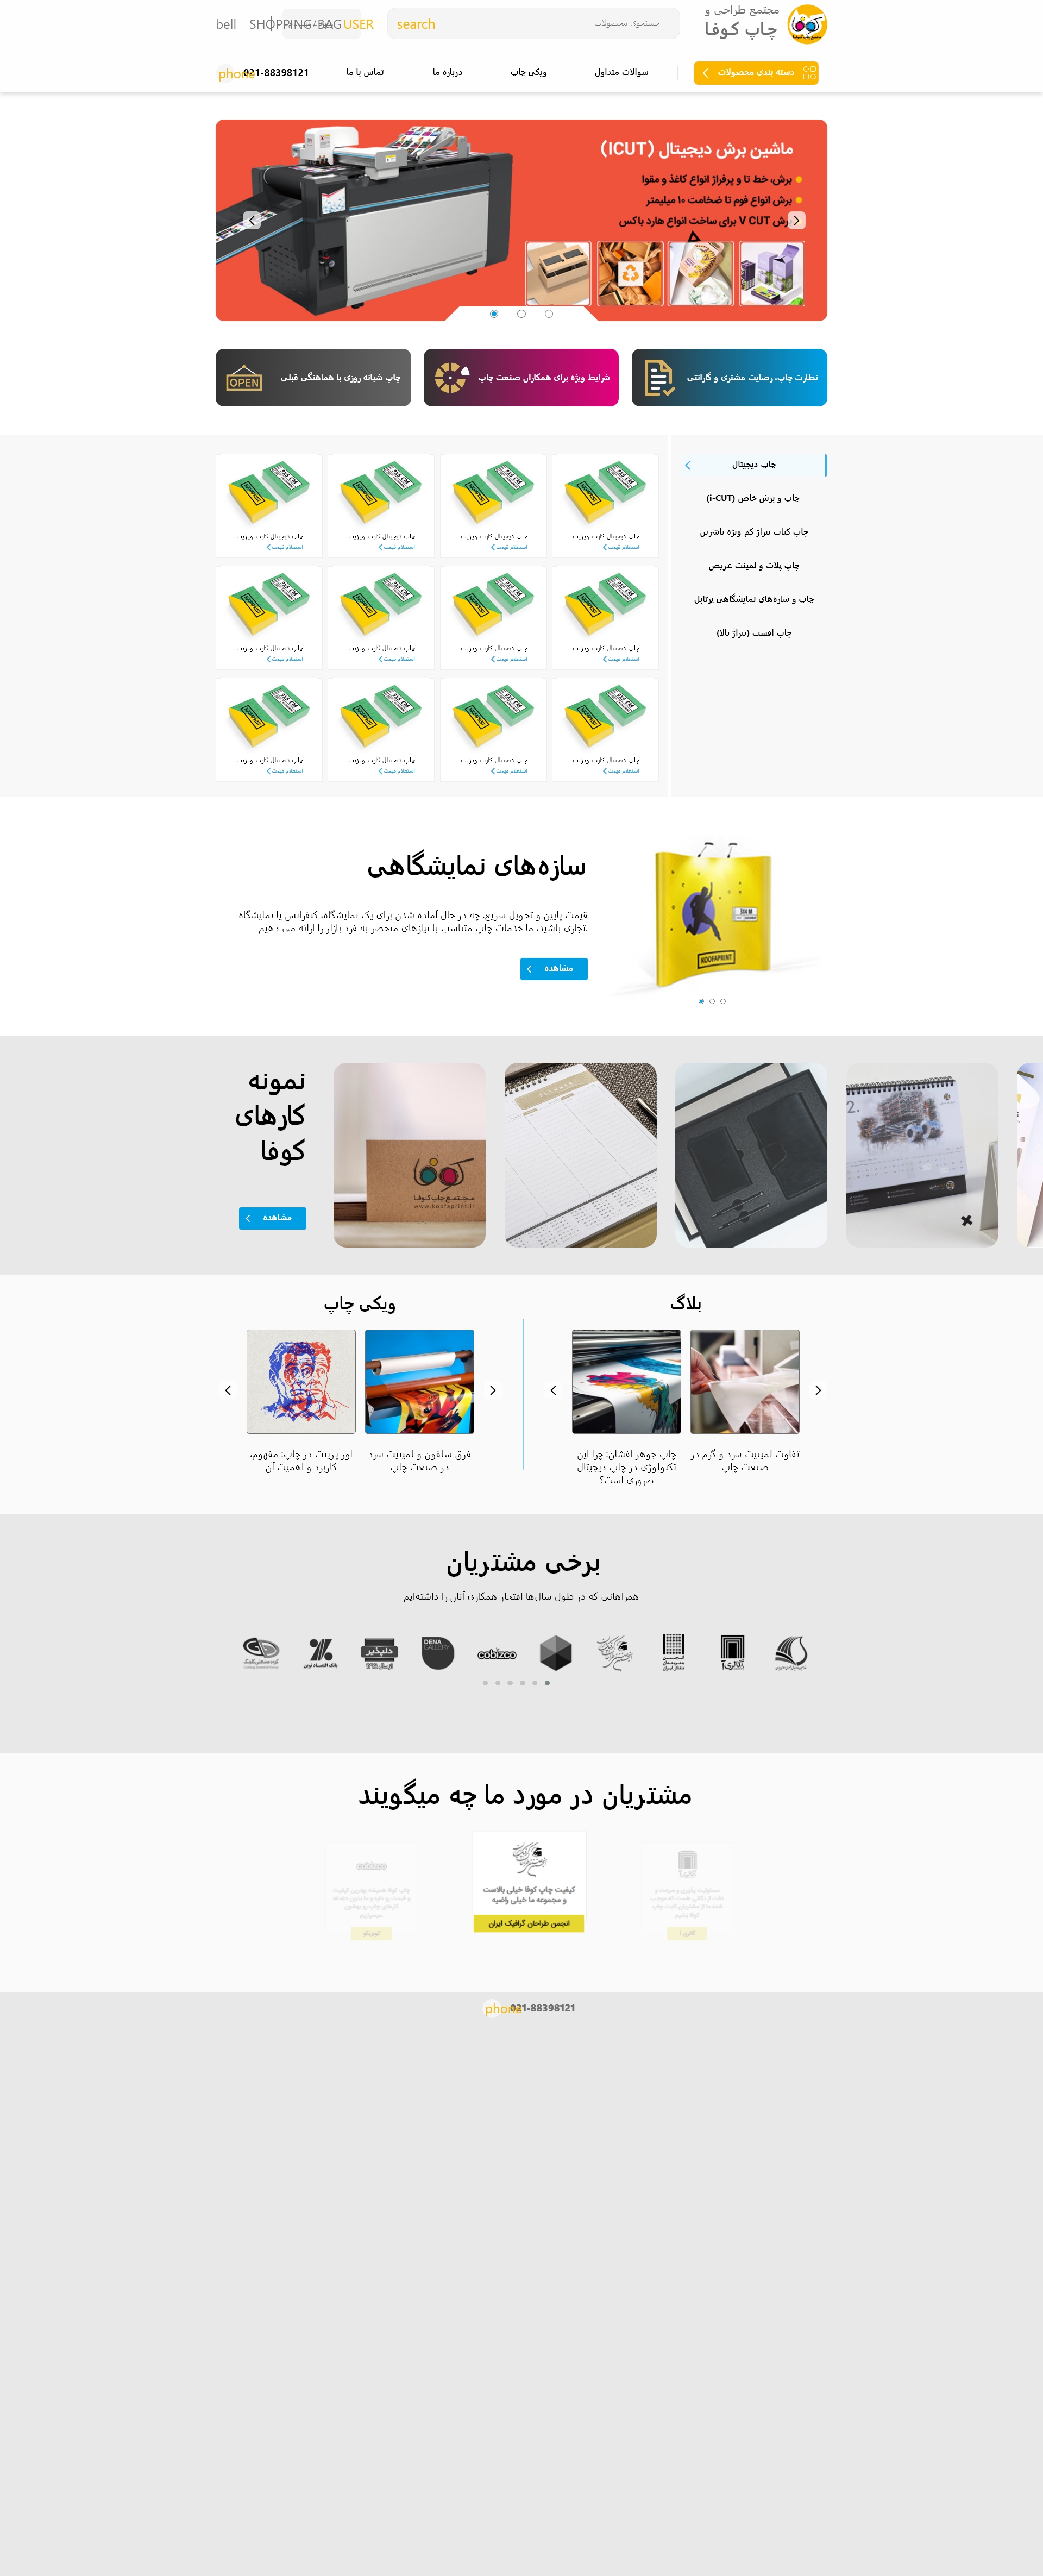 مجتمع طراحی و
چاپ کوفا
جستجوی محصولات
search
USER
SHOPPING-BAG
bell
دسته بندی محصولات
سوالات متداول
ویکی چاپ
درباره ما
تماس با ما
021-88398121
phone
ماشین برش دیجیتال (ICUT)
برش، خط تا و پرفراژ انواع کاغذ و مقوا
برش انواع فوم تا ضخامت ۱۰ میلیمتر
برش V CUT برای ساخت انواع هارد باکس
نظارت چاپ، رضایت مشتری و گارانتی
شرایط ویژه برای همکاران صنعت چاپ
چاپ شبانه روزی با هماهنگی قبلی
OPEN
چاپ دیجیتال
چاپ و برش خاص (i-CUT)
چاپ کتاب تیراژ کم ویژه ناشرین
چاپ پلات و لمینت عریض
چاپ و سازه‌های نمایشگاهی پرتابل
چاپ افست (تیراژ بالا)
چاپ دیجیتال کارت ویزیت
استعلام قیمت
چاپ دیجیتال کارت ویزیت
استعلام قیمت
چاپ دیجیتال کارت ویزیت
استعلام قیمت
چاپ دیجیتال کارت ویزیت
استعلام قیمت
چاپ دیجیتال کارت ویزیت
استعلام قیمت
چاپ دیجیتال کارت ویزیت
استعلام قیمت
چاپ دیجیتال کارت ویزیت
استعلام قیمت
چاپ دیجیتال کارت ویزیت
استعلام قیمت
چاپ دیجیتال کارت ویزیت
استعلام قیمت
چاپ دیجیتال کارت ویزیت
استعلام قیمت
چاپ دیجیتال کارت ویزیت
استعلام قیمت
چاپ دیجیتال کارت ویزیت
استعلام قیمت
سازه‌های نمایشگاهی
قیمت پایین و تحویل سریع. چه در حال آماده شدن برای یک نمایشگاه، کنفرانس یا نمایشگاه
تجاری باشید، ما خدمات چاپ متناسب با نیازهای منحصر به فرد بازار را ارائه می دهیم.
مشاهده
3X4 M
KOOFAPRINT
نمونه
کارهای
کوفا
مشاهده
کوفا
مجتمع چاپ کوفا
www.koofaprint.ir
PLANNER
2.
بلاگ
تفاوت لمینیت سرد و گرم در
صنعت چاپ
چاپ جوهر افشان: چرا این
تکنولوژی در چاپ دیجیتال
ضروری است؟
ویکی چاپ
فرق سلفون و لمینیت سرد
در صنعت چاپ
اور پرینت در چاپ: مفهوم،
کاربرد و اهمیت آن
برخی مشتریان
همراهانی که در طول سال‌ها افتخار همکاری آنان را داشته‌ایم
گالری آ
cobizco
DENA
GALLERY
دلپذیر
بانک اقتصاد نوین
مشتریان در مورد ما چه میگویند
کیفیت چاپ کوفا خیلی بالاست
و مجموعه ما خیلی راضیه
انجمن طراحان گرافیک ایران
گالری آ
cobizco
کوبیزکو
021-88398121
phone